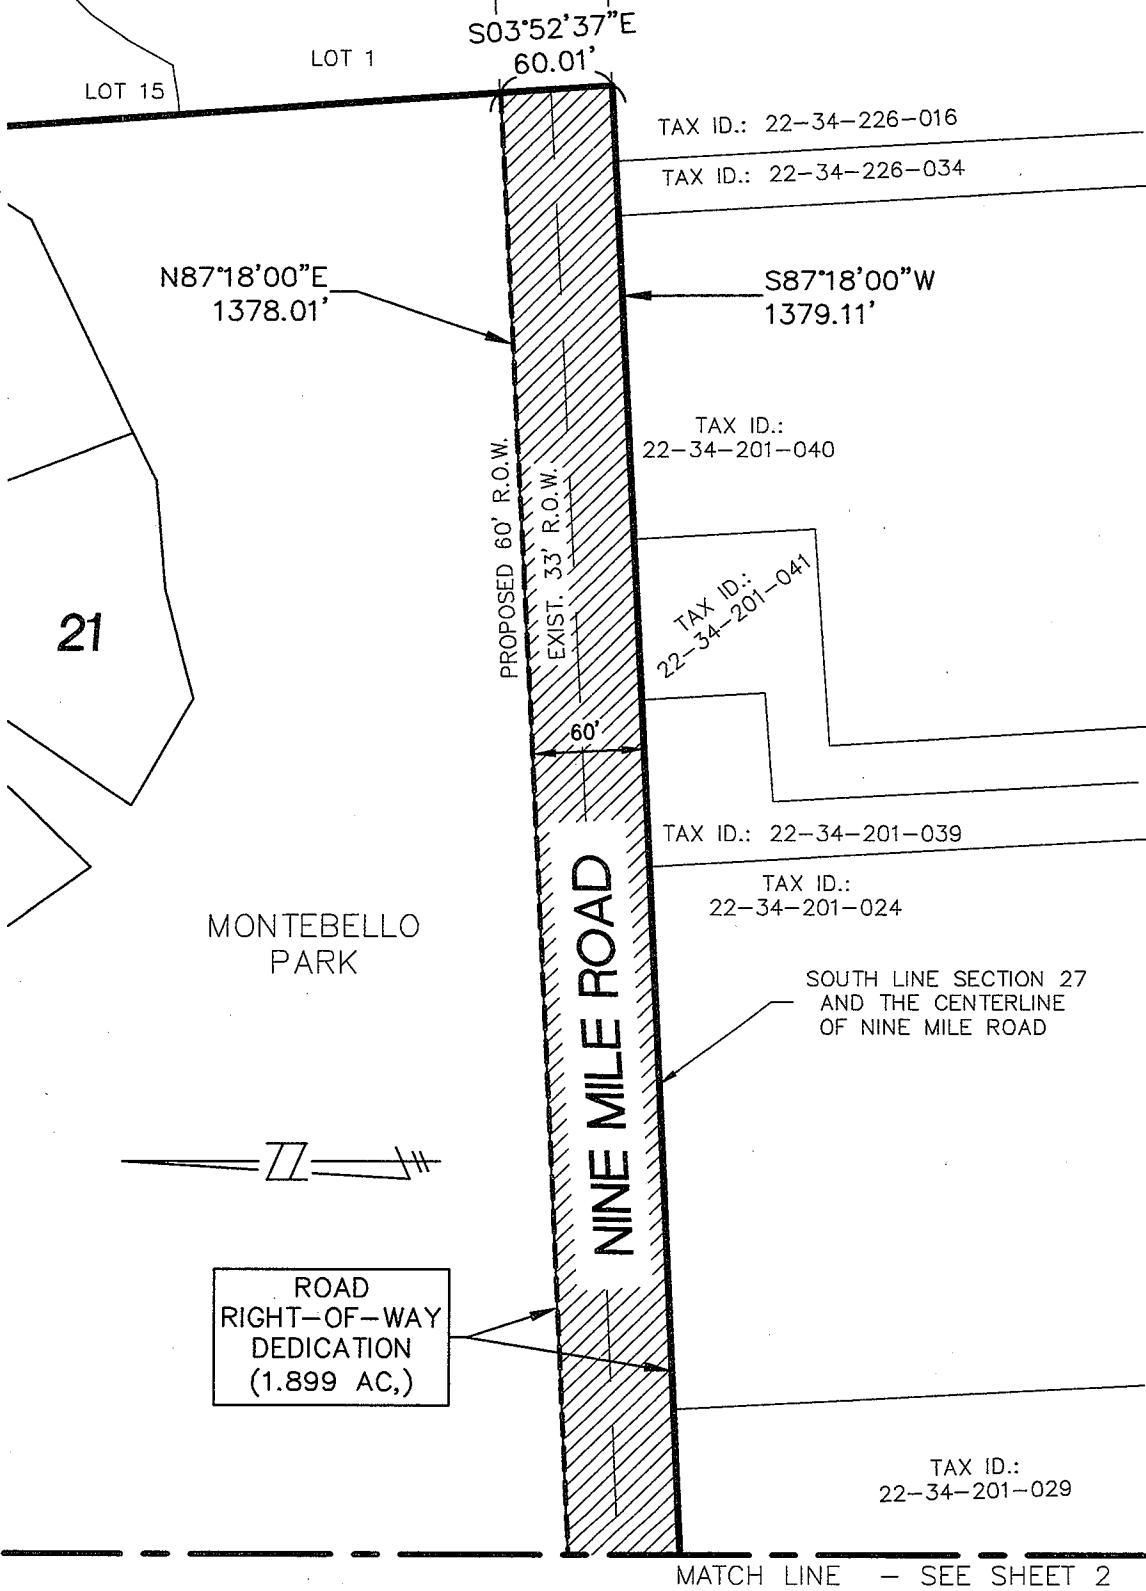 S03°52'37"E
60.01'
LOT 1
LOT 15
TAX ID.: 22-34-226-016
TAX ID.: 22-34-226-034
N87°18'00"E
1378.01'
S87°18'00"W
1379.11'
TAX ID.:
22-34-201-040
PROPOSED 60' R.O.W.
EXIST. 33' R.O.W.
TAX ID.:
22-34-201-041
21
60'
TAX ID.: 22-34-201-039
TAX ID.:
22-34-201-024
NINE MILE ROAD
MONTEBELLO
PARK
SOUTH LINE SECTION 27
AND THE CENTERLINE
OF NINE MILE ROAD
Z
ROAD
RIGHT-OF-WAY
DEDICATION
(1.899 AC,)
TAX ID.:
22-34-201-029
MATCH LINE - SEE SHEET 2